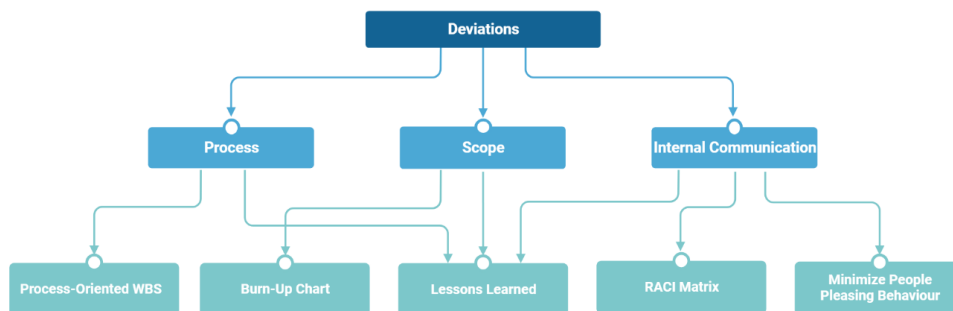 Deviations
Process
Scope
Internal Communication
Process-Oriented WBS
Burn-Up Chart
Lessons Learned
RACI Matrix
Minimize People
Pleasing Behaviour